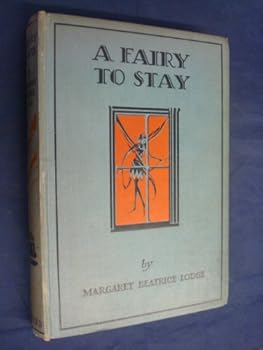 A FAIRY
TO STAY
by
MARGARET BEATRICE LODGE